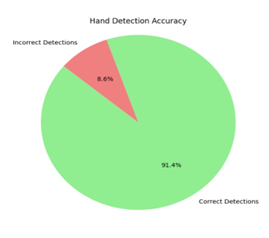 Hand Detection Accuracy
Incorrect Detections
8.6%
91.4%
Correct Detections